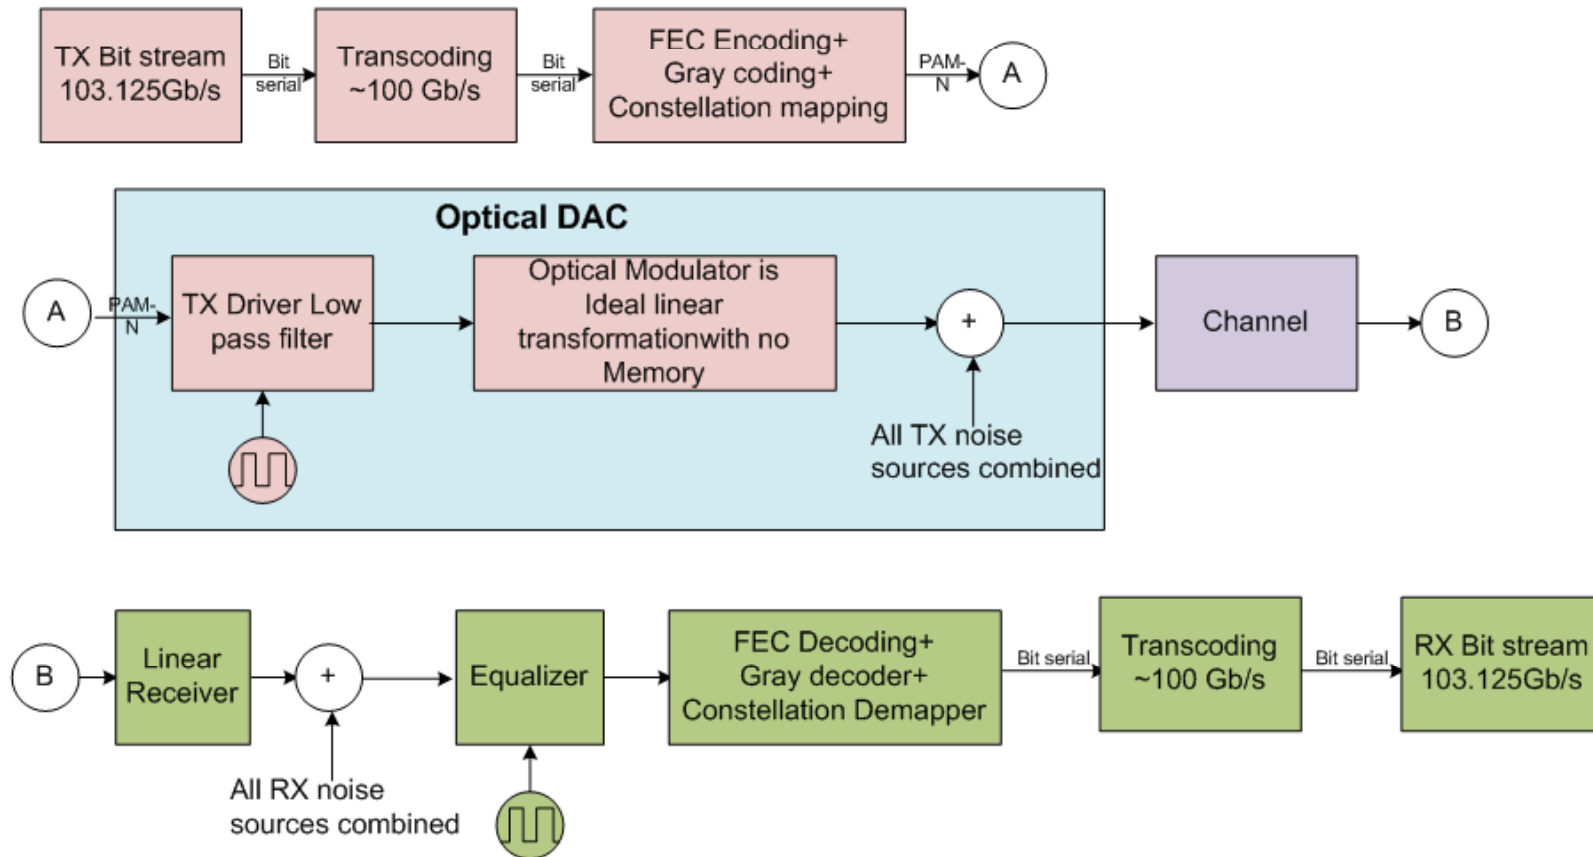 TX Bit stream
103.125Gb/s
Bit
serial
Transcoding
~100 Gb/s
Bit
serial
FEC Encoding+
Gray coding+
Constellation mapping
PAM-
N
A
Optical DAC
A
PAM-
N
TX Driver Low
pass filter
Optical Modulator is
Ideal linear
transformationwith no
Memory
+
All TX noise
sources combined
Channel
B
B
Linear
Receiver
+
All RX noise
sources combined
Equalizer
FEC Decoding+
Gray decoder+
Constellation Demapper
Bit serial
Transcoding
~100 Gb/s
Bit serial
RX Bit stream
103.125Gb/s